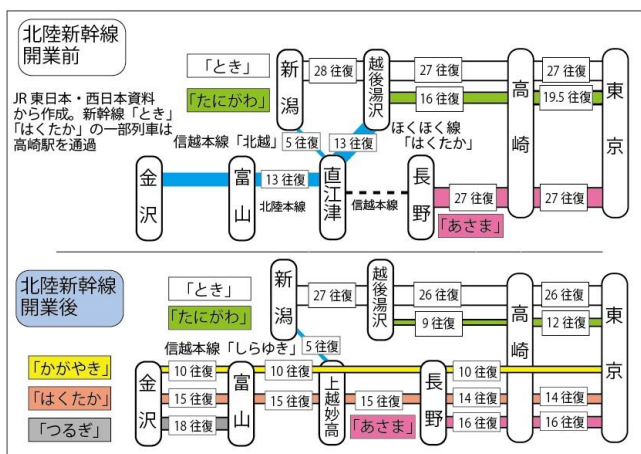 北陸新幹線
開業前
JR東日本・西日本資料
から作成。新幹線「とき」
「はくたか」の一部列車は
高崎駅を通過
「とき」
「たにがわ」
新潟
28往復
越後湯沢
27往復
高崎
27往復
東京
16往復
19.5往復
信越本線「北越」
5往復
13往復
ほくほく線
「はくたか」
金沢
富山
13往復
北陸本線
直江津
信越本線
長野
27往復
27往復
「あさま」
北陸新幹線
開業後
「とき」
「たにがわ」
新潟
27往復
越後湯沢
26往復
高崎
26往復
東京
9往復
12往復
信越本線「しらゆき」
5往復
「かがやき」
「はくたか」
「つるぎ」
金沢
10往復
富山
10往復
上越妙高
長野
10往復
15往復
15往復
15往復
14往復
14往復
18往復
「あさま」
16往復
16往復